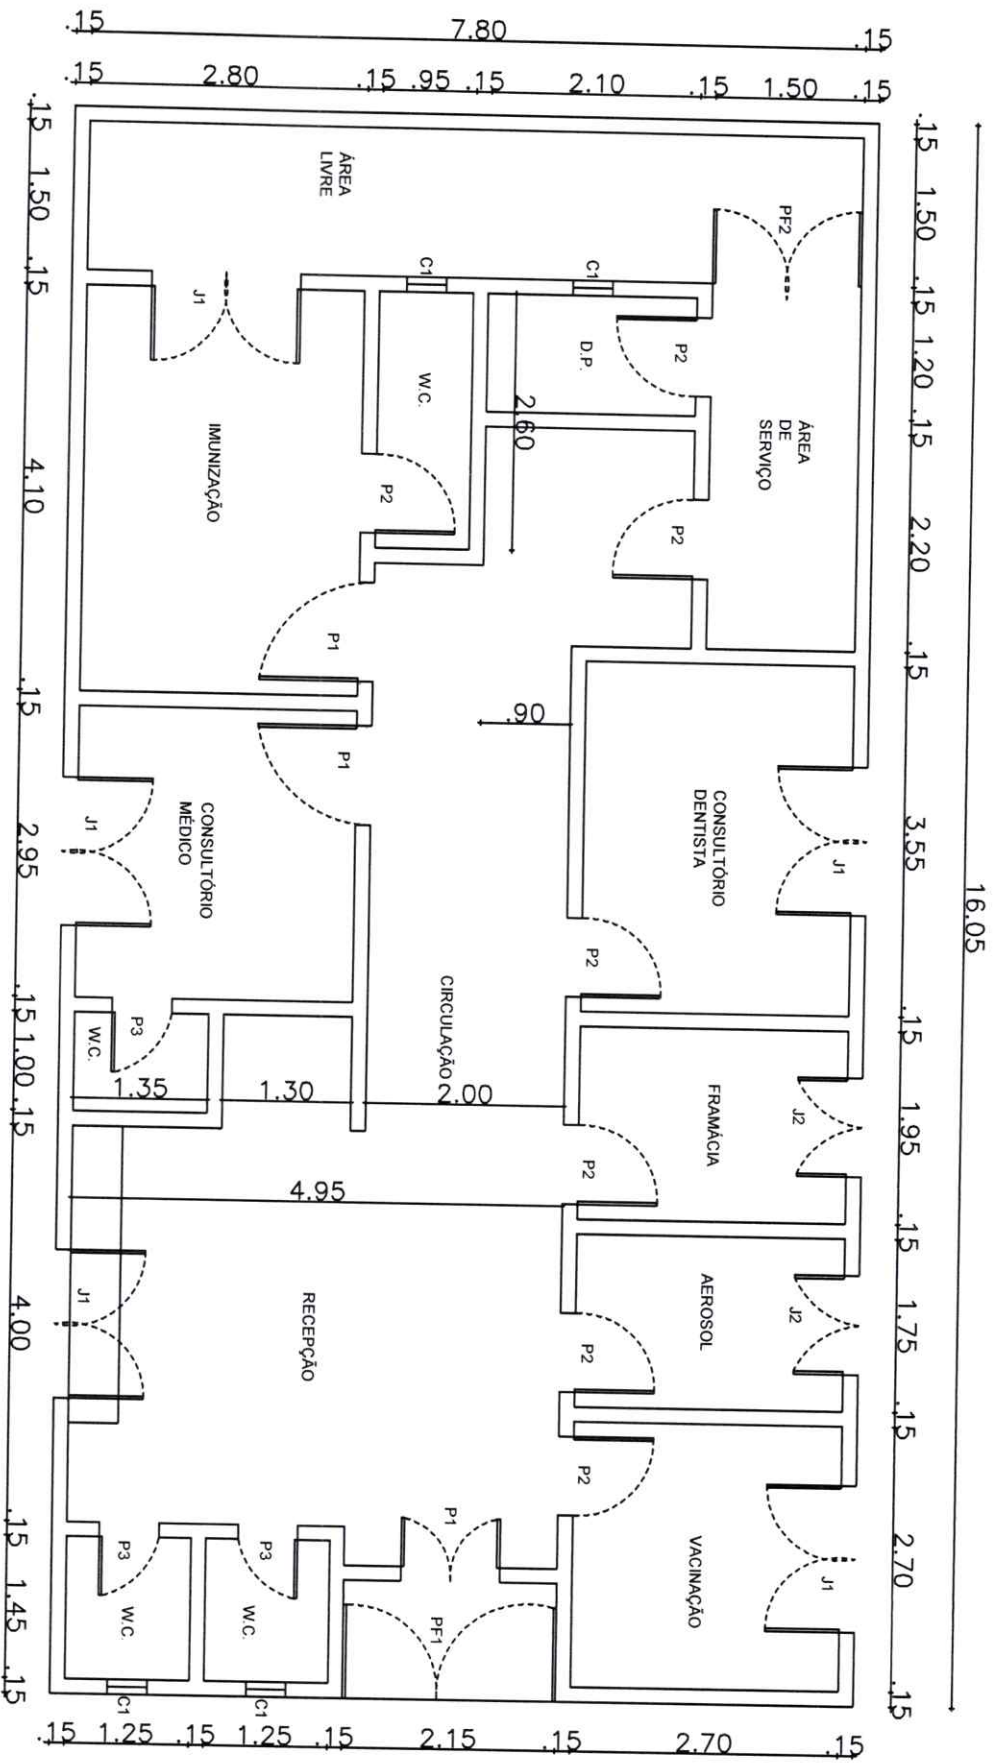 .15 7.80 .15
.15 2.80 .15 .95 .15 2.10 .15 1.50 .15
16.05
.15 1.50 .15 1.20 .15 2.20 .15 3.55 .15 1.95 .15 1.75 .15 2.70 .15
.15 1.50 .15 4.10 .15 2.95 .15 1.00 .15 4.00 .15 1.45 .15
ÁREA
LIVRE
PF2
C1
C1
J1
D.P.
P2
W.C.
2.60
ÁREA
DE
SERVIÇO
IMUNIZAÇÃO
P2
P2
P1
.90
P1
CONSULTÓRIO
MÉDICO
J1
CONSULTÓRIO
DENTISTA
J1
P2
CIRCULAÇÃO
P3
W.C.
1.35
1.30
2.00
FRAMÁCIA
J2
P2
4.95
RECEPÇÃO
J1
AEROSOL
J2
P2
P2
VACINAÇÃO
J1
P1
PF1
P3
P3
W.C.
W.C.
C1
C1
.15 1.25 .15 1.25 .15 2.15 .15 2.70 .15